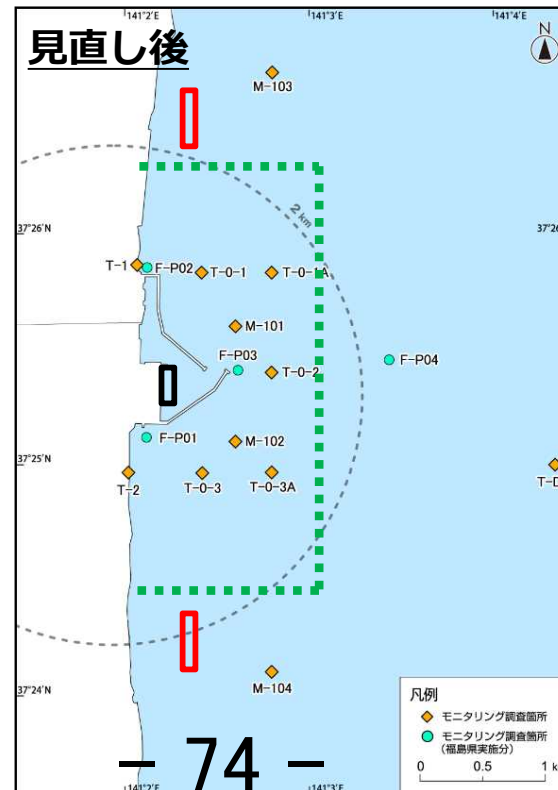 見直し後
141°2′E
141°3′E
141°4′E
N
M-103
2 km
37°26′N
37°26
T-1
F-P02
T-0-1
T-0-1A
M-101
F-P03
T-0-2
F-P04
F-P01
M-102
37°25′N
T-2
T-0-3
T-0-3A
T-D
37°24′N
M-104
凡例
モニタリング調査箇所
モニタリング調査箇所
(福島県実施分)
0 0.5 1 k
- 74 -
141°2′E
141°3′E